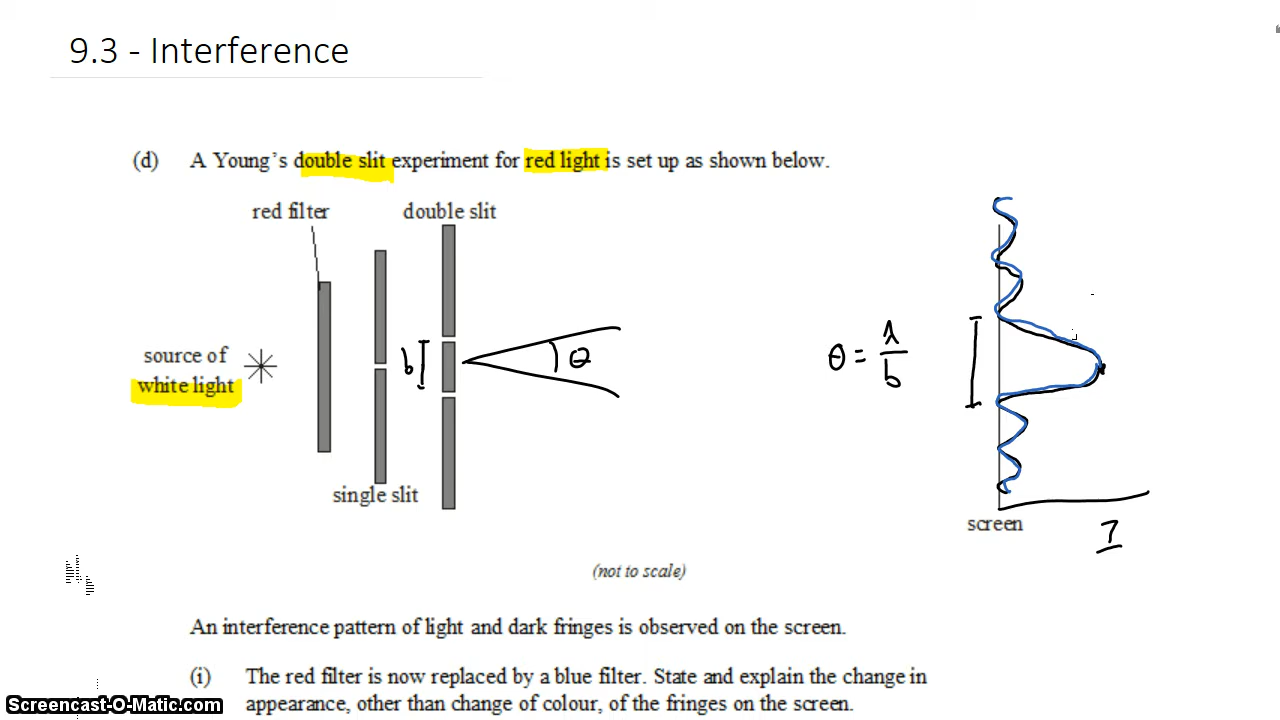 9.3 - Interference
(d) A Young's double slit experiment for red light is set up as shown below.
red filter
double slit
source of
white light
b
θ
θ = λ
b
single slit
screen
I
(not to scale)
An interference pattern of light and dark fringes is observed on the screen.
(i) The red filter is now replaced by a blue filter. State and explain the change in
appearance, other than change of colour, of the fringes on the screen.
Screencast-O-Matic.com